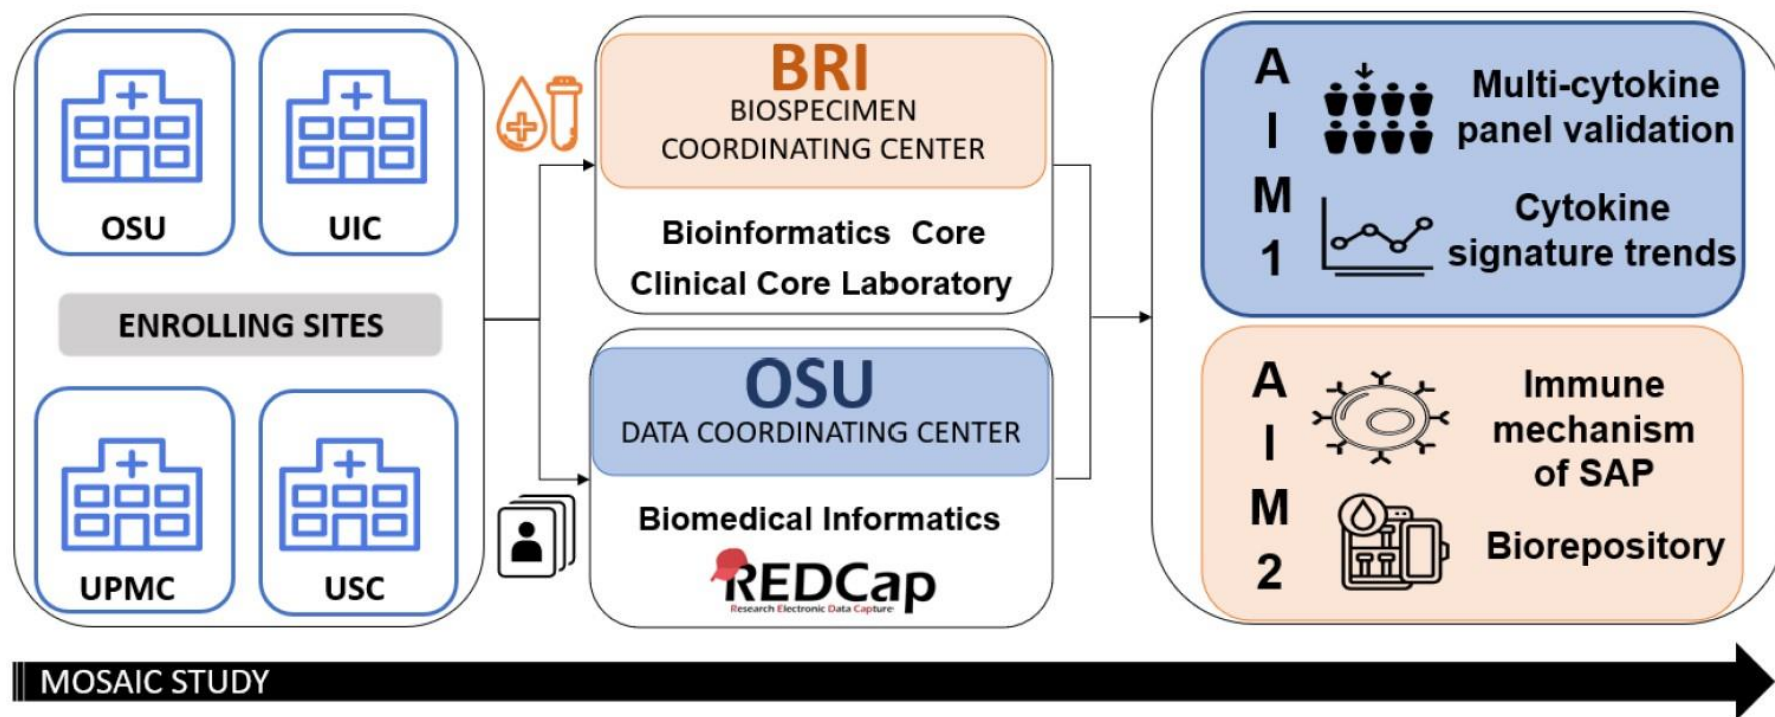 OSU
UIC
ENROLLING SITES
UPMC
USC
BRI
BIOSPECIMEN
COORDINATING CENTER
Bioinformatics Core
Clinical Core Laboratory
OSU
DATA COORDINATING CENTER
Biomedical Informatics
REDCap
Research Electronic Data Capture
A
I
M
1
Multi-cytokine
panel validation
Cytokine
signature trends
A
I
M
2
Immune
mechanism
of SAP
Biorepository
MOSAIC STUDY